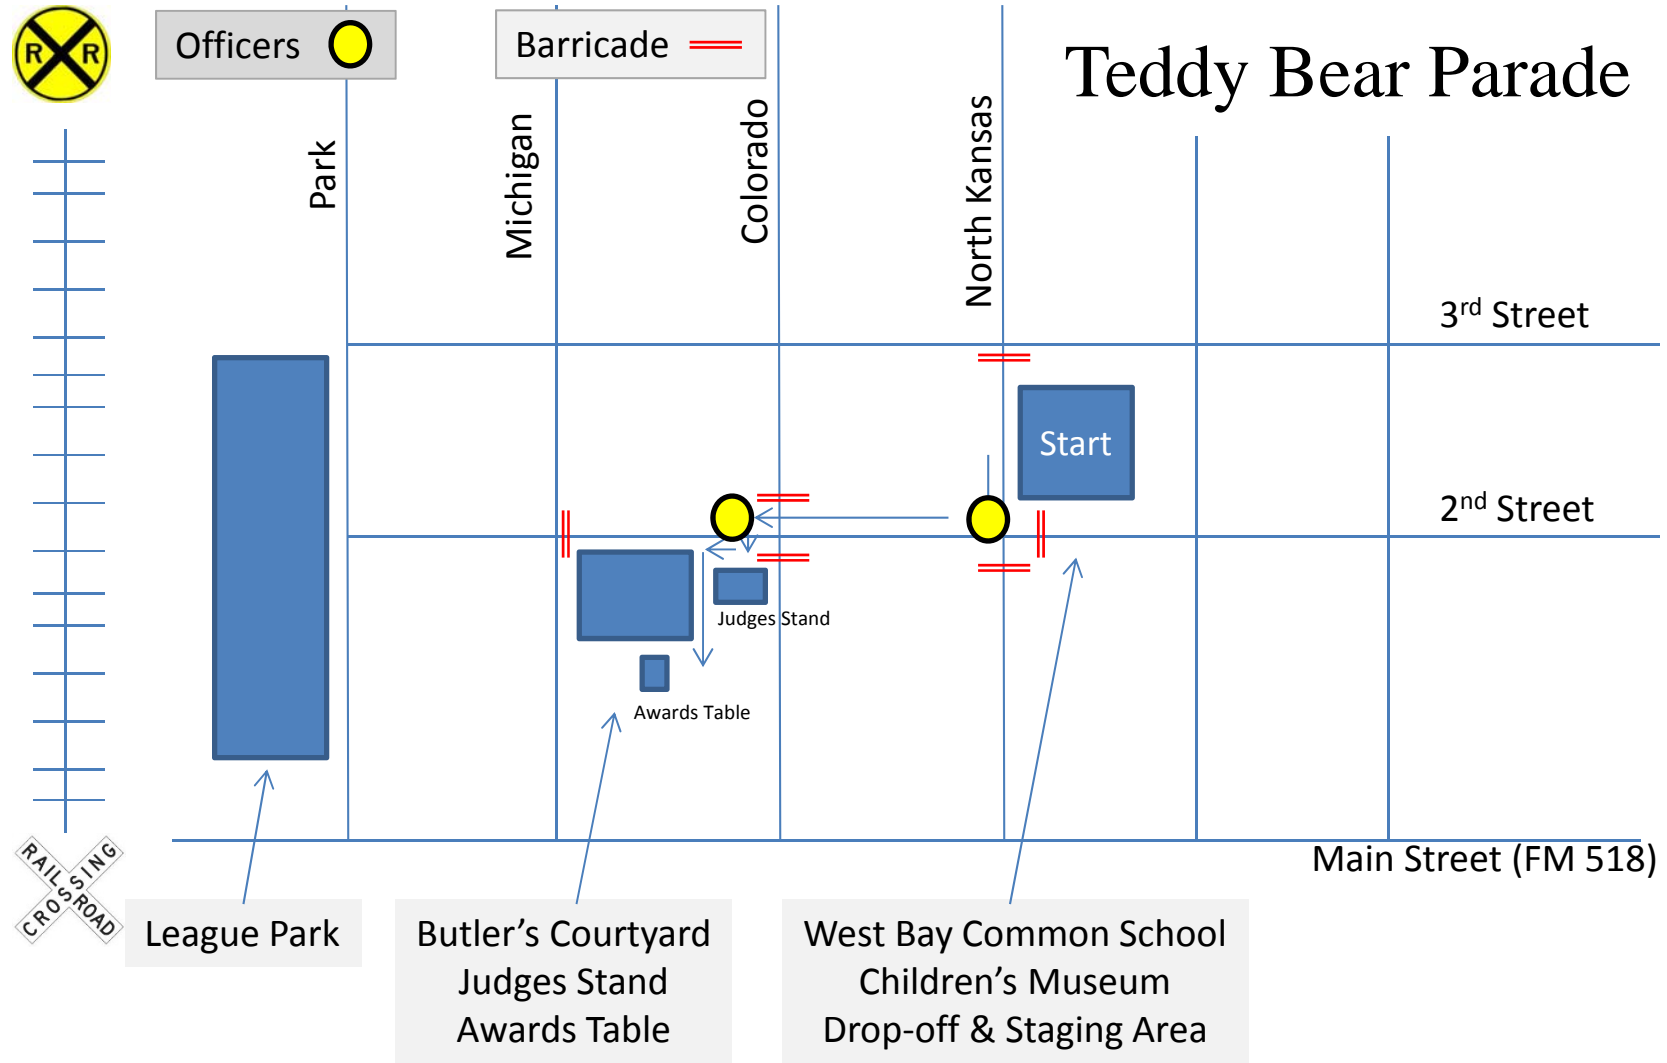 R R
Officers
Barricade
Teddy Bear Parade
Park
Michigan
Colorado
North Kansas
3rd Street
Start
2nd Street
Judges Stand
Awards Table
Main Street (FM 518)
RAILROAD
CROSSING
League Park
Butler’s Courtyard
Judges Stand
Awards Table
West Bay Common School
Children’s Museum
Drop-off & Staging Area